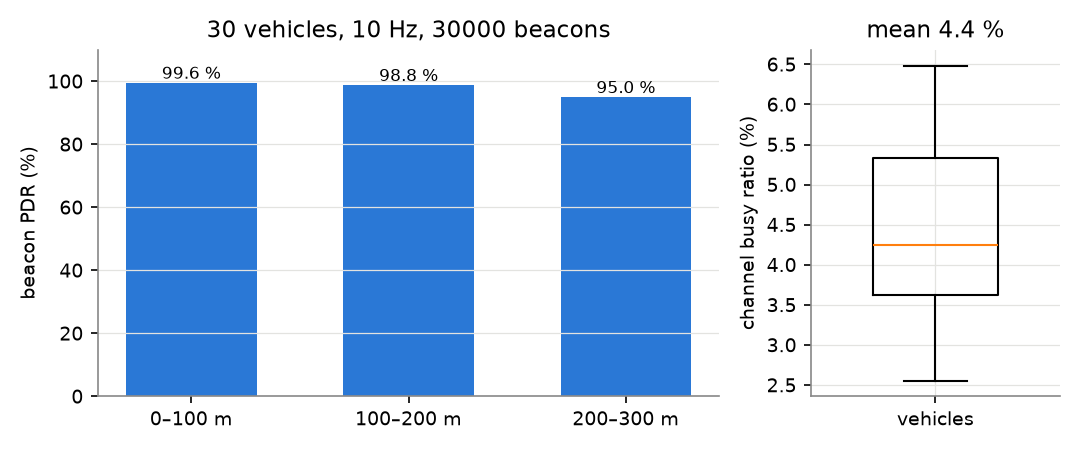 30 vehicles, 10 Hz, 30000 beacons
beacon PDR (%)
100
80
60
40
20
0
99.6 %
98.8 %
95.0 %
0–100 m
100–200 m
200–300 m
mean 4.4 %
channel busy ratio (%)
6.5
6.0
5.5
5.0
4.5
4.0
3.5
3.0
2.5
vehicles